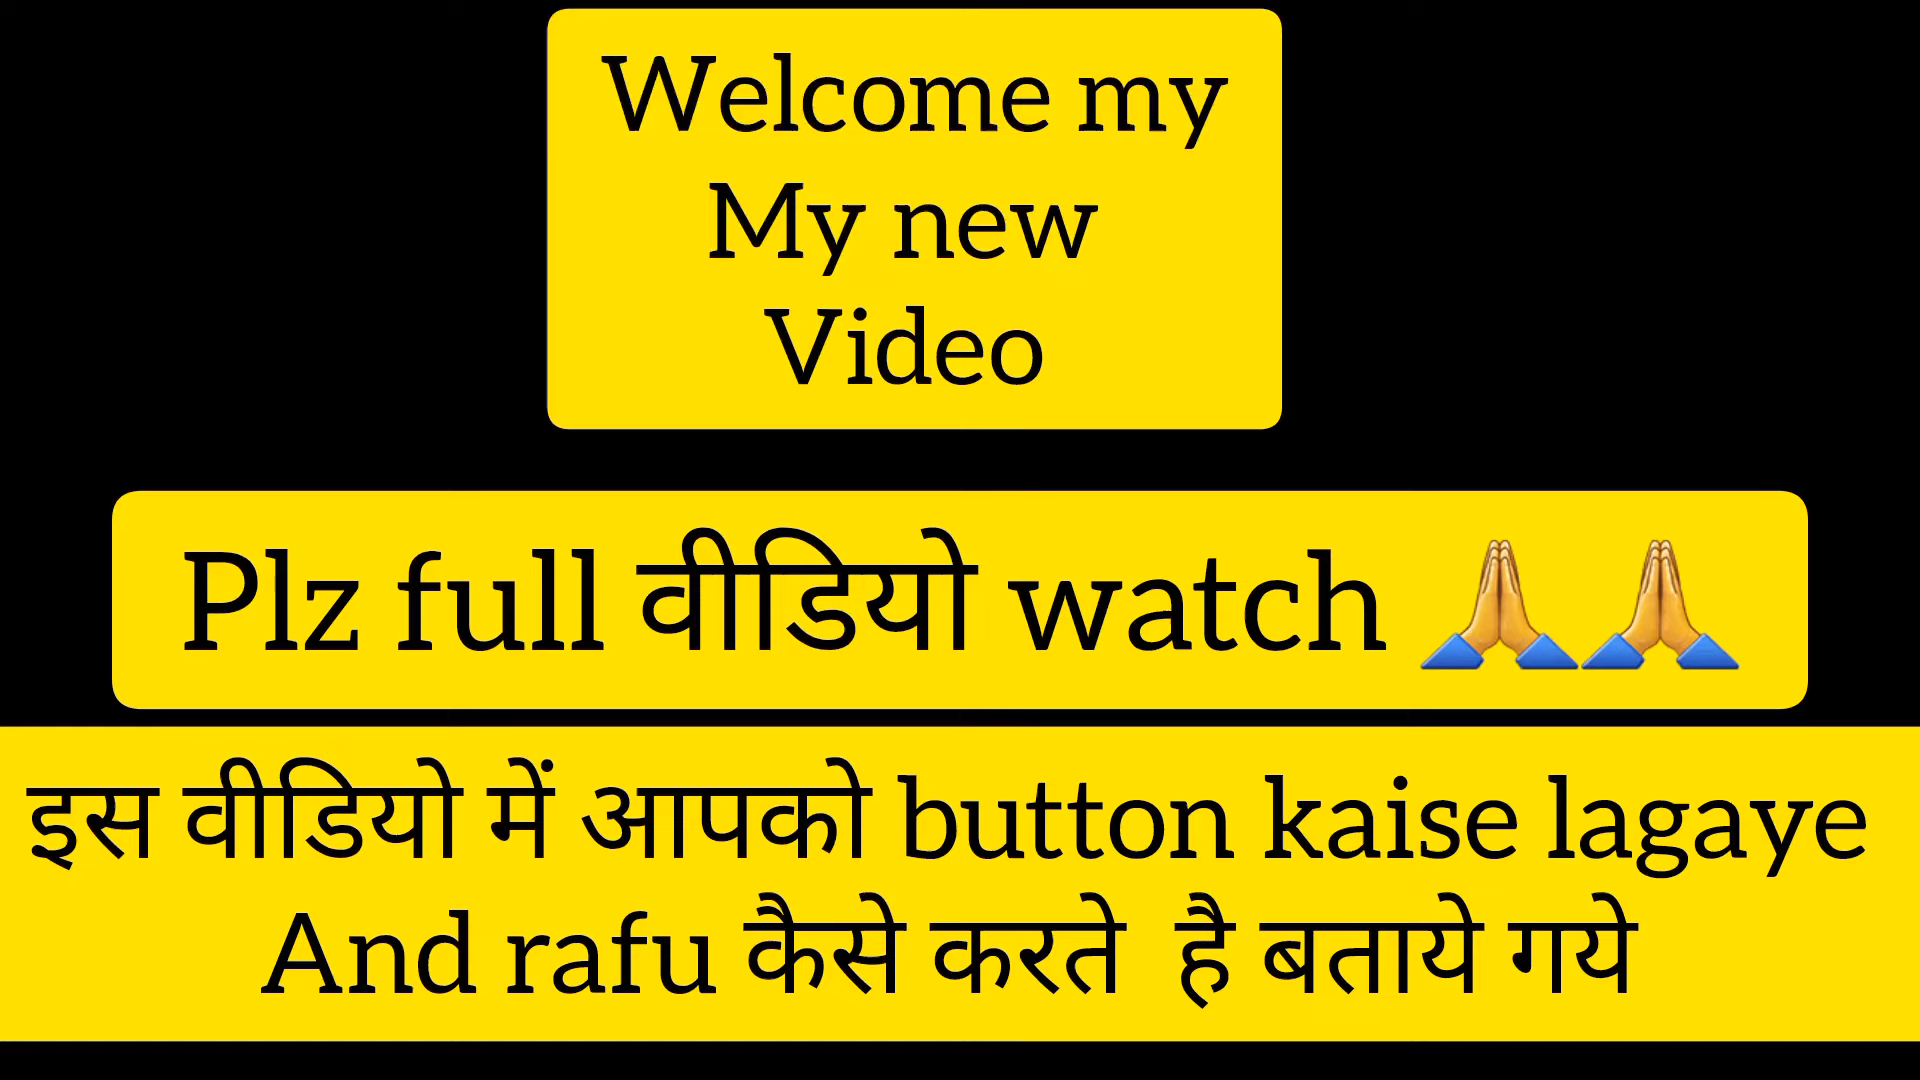 Welcome my
My new
Video
Plz full वीडियो watch 🙏🙏
इस वीडियो में आपको button kaise lagaye
And rafu कैसे करते है बताये गये